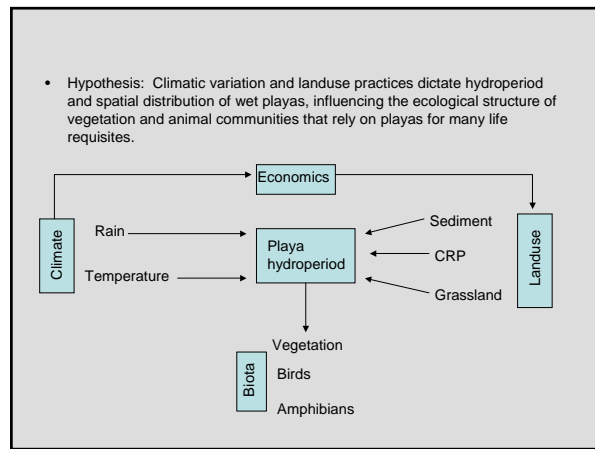 • Hypothesis: Climatic variation and landuse practices dictate hydroperiod
and spatial distribution of wet playas, influencing the ecological structure of
vegetation and animal communities that rely on playas for many life
requisites.
Economics
Climate
Rain
Temperature
Playa
hydroperiod
Sediment
CRP
Grassland
Landuse
Biota
Vegetation
Birds
Amphibians